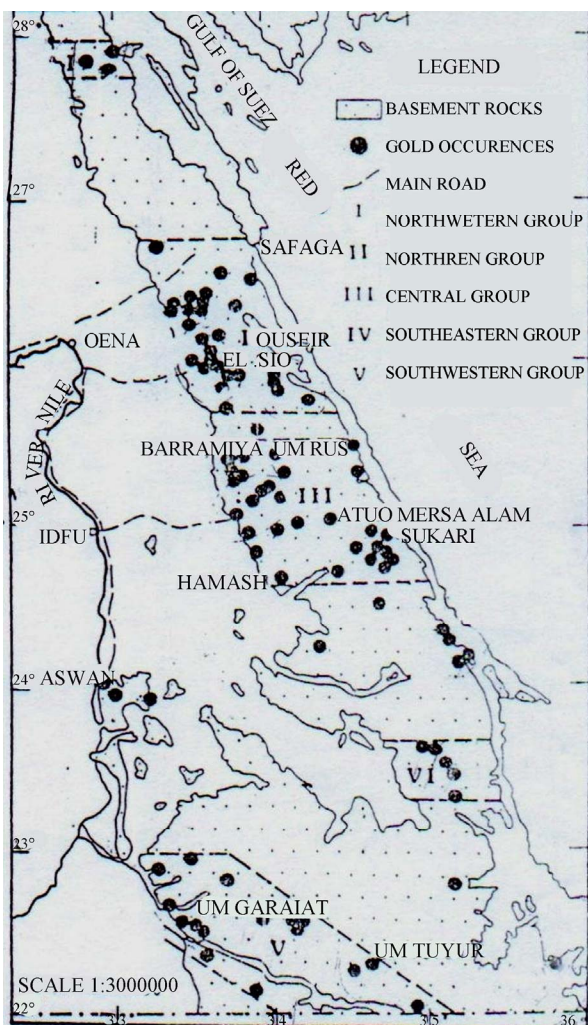 28°
GULF OF SUEZ
LEGEND
BASEMENT ROCKS
GOLD OCCURENCES
MAIN ROAD
I NORTHWETERN GROUP
II NORTHREN GROUP
III CENTRAL GROUP
IV SOUTHEASTERN GROUP
V SOUTHWESTERN GROUP
I
RED
27°
SAFAGA
26°
OENA
I OUSEIR
EL SIO
RIVER NILE
BARRAMIYA UM RUS
SEA
III
25°
IDFU
ATUO MERSA ALAM
SUKARI
HAMASH
24°
ASWAN
VI
23°
UM GARAIAT
V
UM TUYUR
SCALE 1:3000000
22°
33
34
35
36